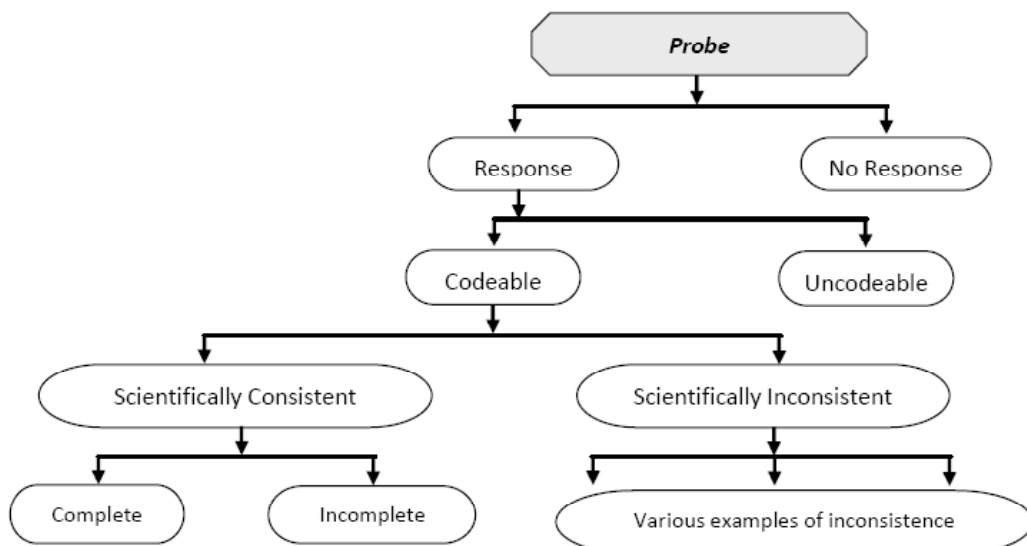 Probe
Response
No Response
Codeable
Uncodeable
Scientifically Consistent
Scientifically Inconsistent
Complete
Incomplete
Various examples of inconsistence